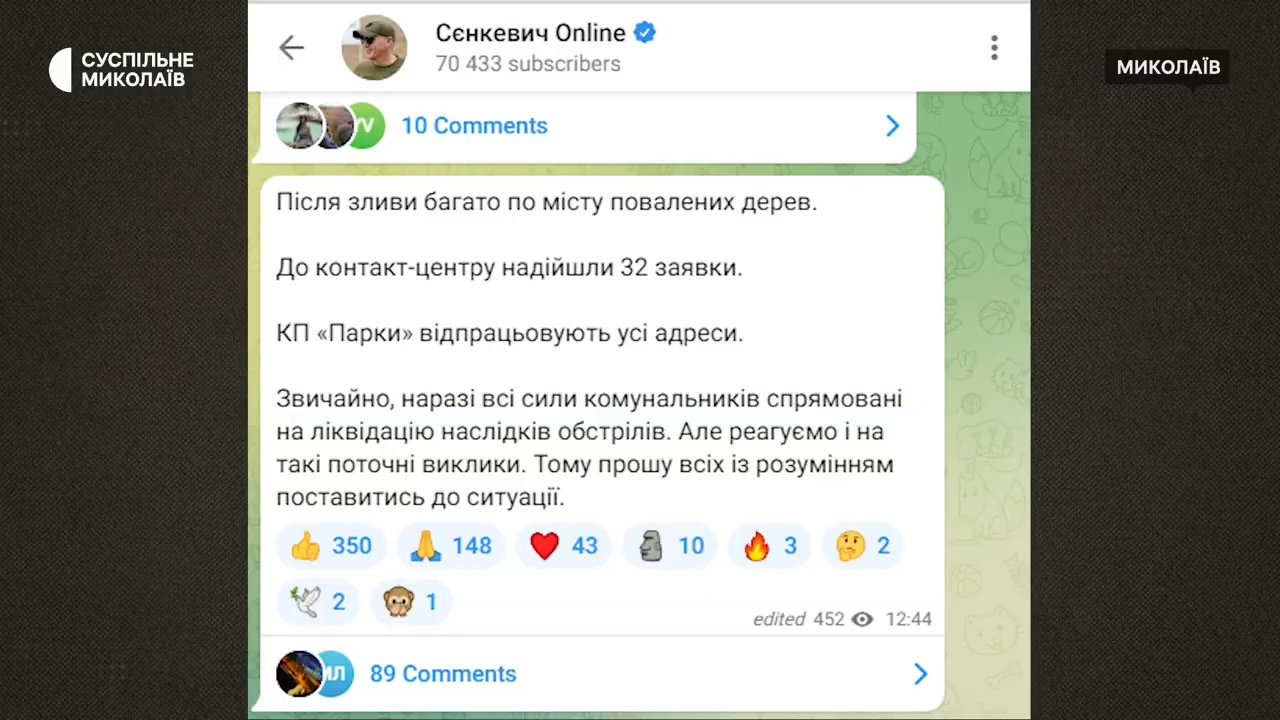 СУСПІЛЬНЕ
МИКОЛАЇВ
Сєнкевич Online
70 433 subscribers
МИКОЛАЇВ
10 Comments
Після зливи багато по місту повалених дерев.
До контакт-центру надійшли 32 заявки.
КП «Парки» відпрацьовують усі адреси.
Звичайно, наразі всі сили комунальників спрямовані
на ліквідацію наслідків обстрілів. Але реагуємо і на
такі поточні виклики. Тому прошу всіх із розумінням
поставитись до ситуації.
350 148 43 10 3 2
2 1
edited 452 12:44
ИЛ
89 Comments